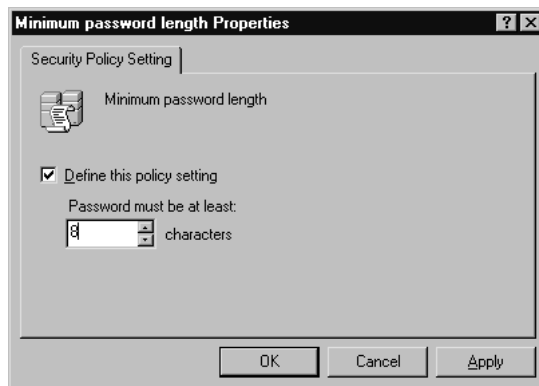 Minimum password length Properties
Security Policy Setting
Minimum password length
Define this policy setting
Password must be at least:
8 characters
OK Cancel Apply